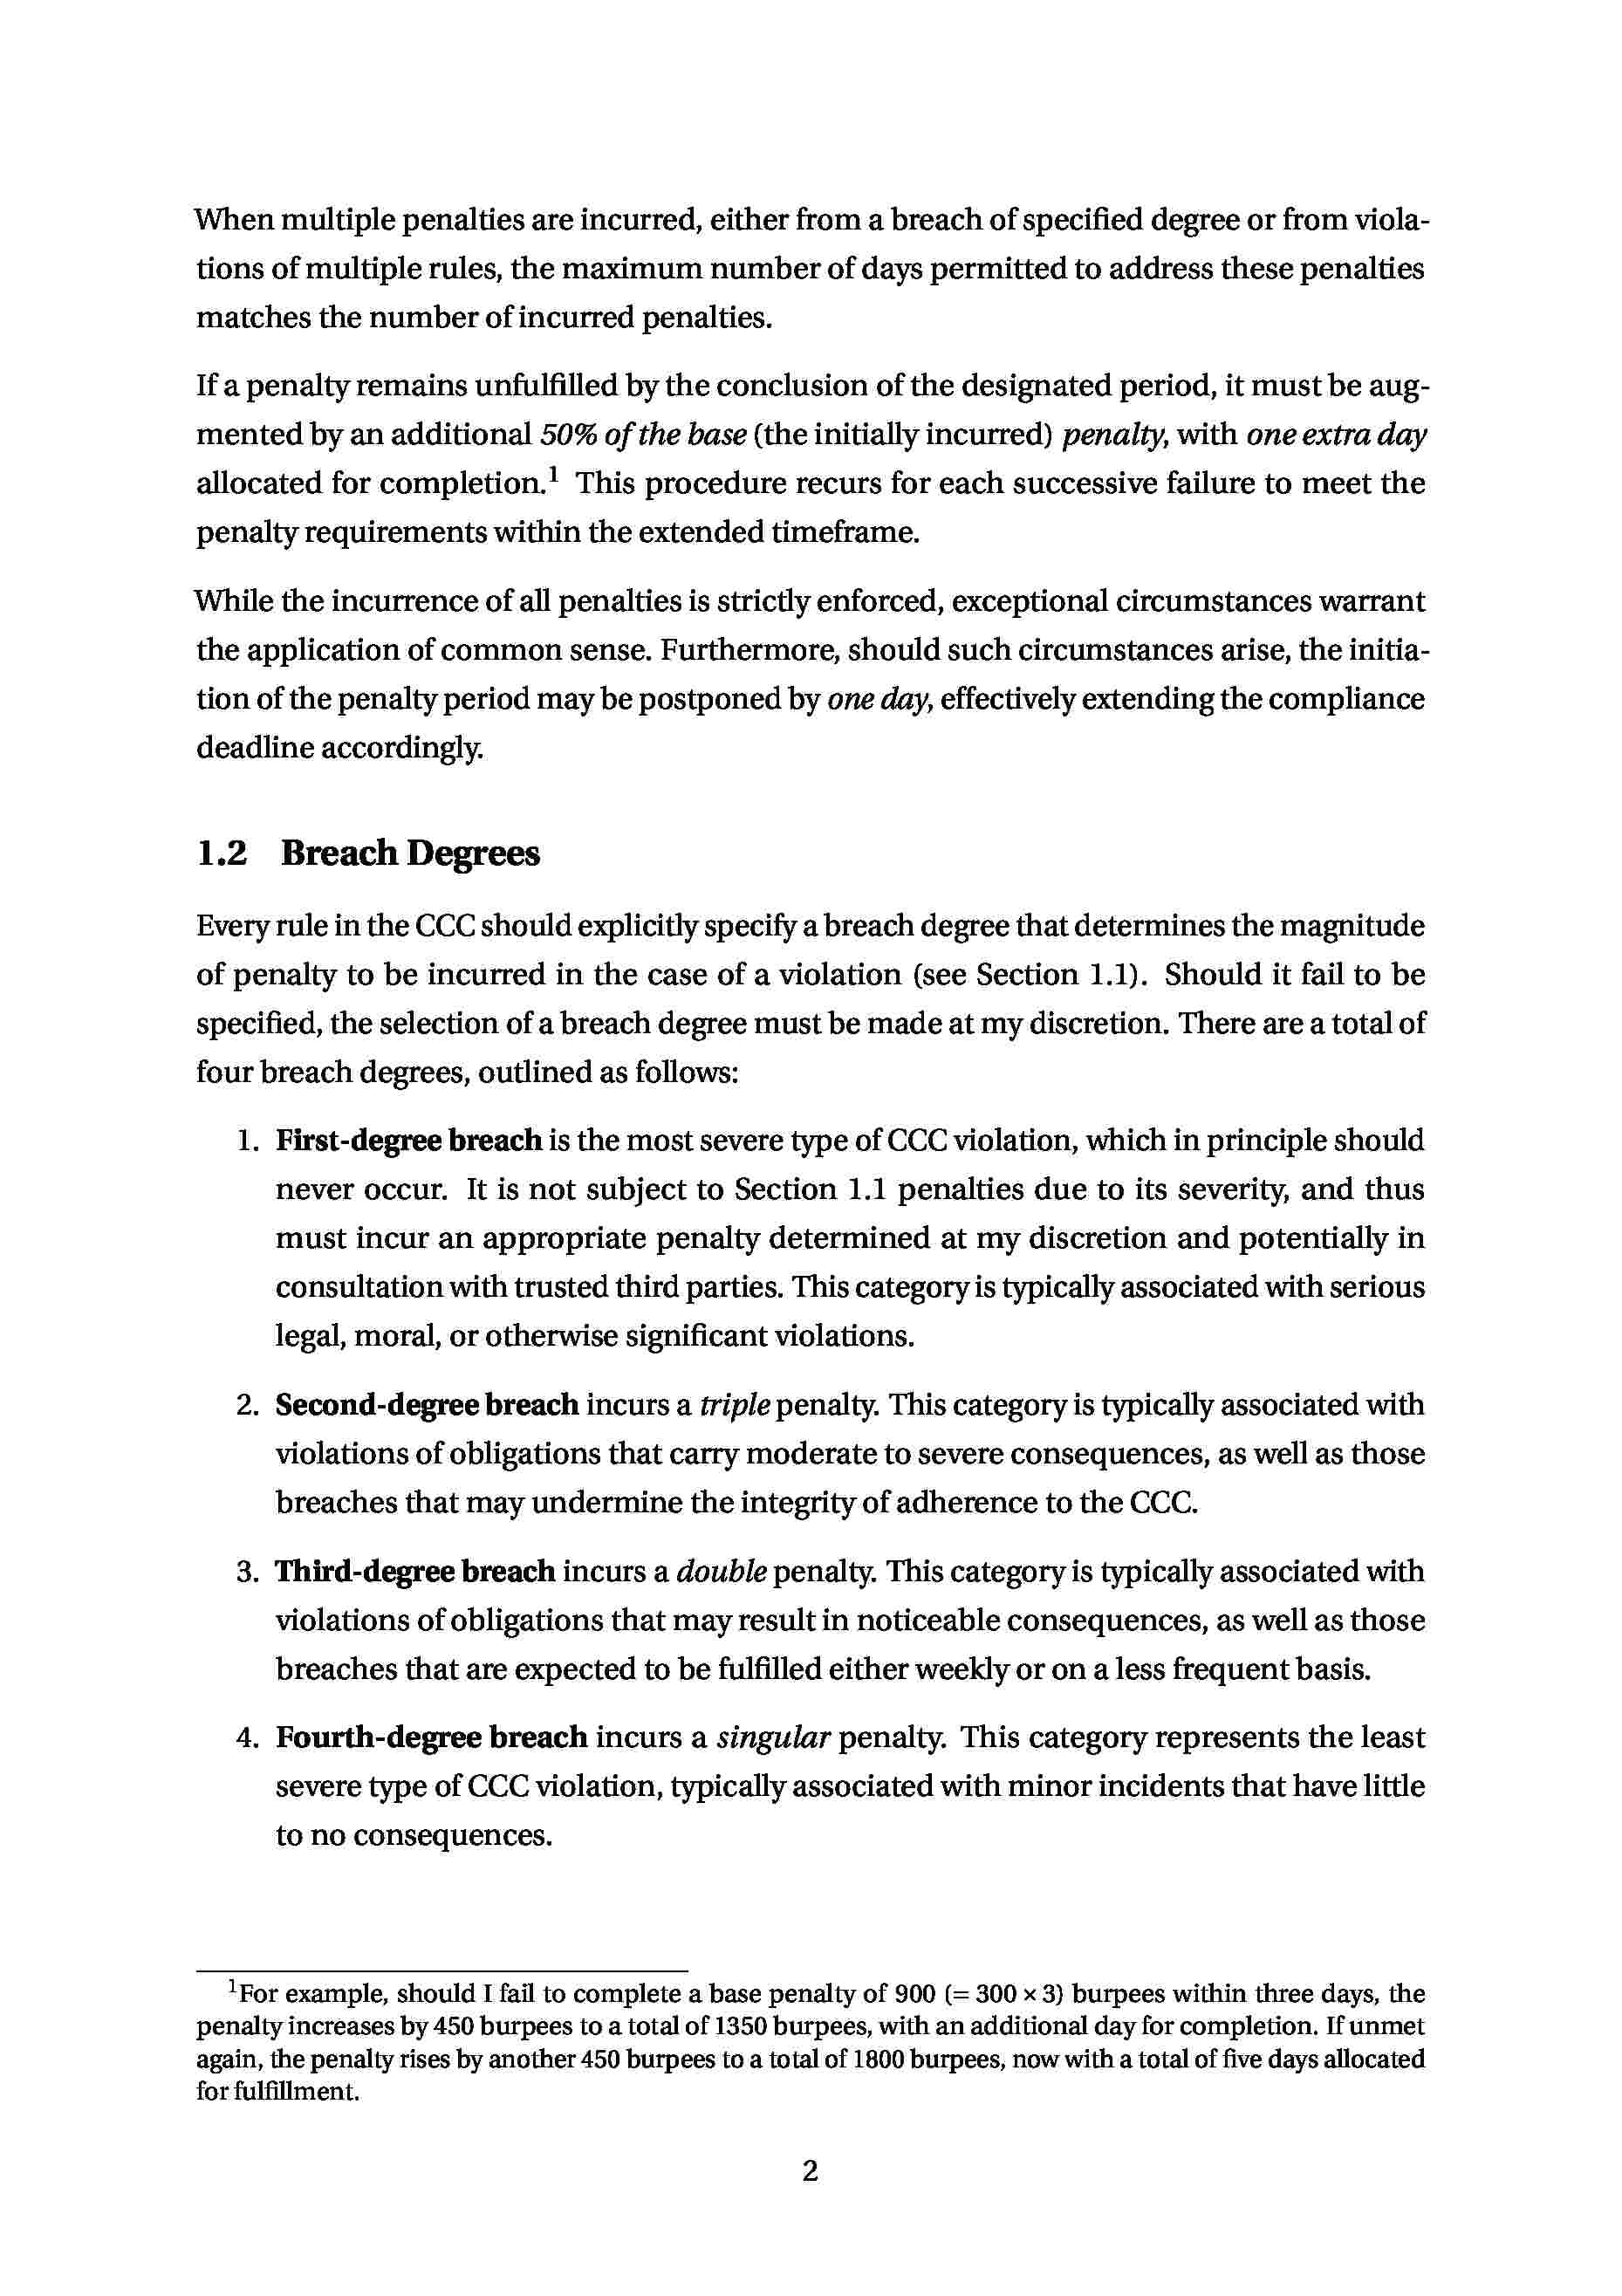 When multiple penalties are incurred, either from a breach of specified degree or from viola-
tions of multiple rules, the maximum number of days permitted to address these penalties
matches the number of incurred penalties.
If a penalty remains unfulfilled by the conclusion of the designated period, it must be aug-
mented by an additional 50% of the base (the initially incurred) penalty, with one extra day
allocated for completion.¹ This procedure recurs for each successive failure to meet the
penalty requirements within the extended timeframe.
While the incurrence of all penalties is strictly enforced, exceptional circumstances warrant
the application of common sense. Furthermore, should such circumstances arise, the initia-
tion of the penalty period may be postponed by one day, effectively extending the compliance
deadline accordingly.
1.2 Breach Degrees
Every rule in the CCC should explicitly specify a breach degree that determines the magnitude
of penalty to be incurred in the case of a violation (see Section 1.1). Should it fail to be
specified, the selection of a breach degree must be made at my discretion. There are a total of
four breach degrees, outlined as follows:
1. First-degree breach is the most severe type of CCC violation, which in principle should
never occur. It is not subject to Section 1.1 penalties due to its severity, and thus
must incur an appropriate penalty determined at my discretion and potentially in
consultation with trusted third parties. This category is typically associated with serious
legal, moral, or otherwise significant violations.
2. Second-degree breach incurs a triple penalty. This category is typically associated with
violations of obligations that carry moderate to severe consequences, as well as those
breaches that may undermine the integrity of adherence to the CCC.
3. Third-degree breach incurs a double penalty. This category is typically associated with
violations of obligations that may result in noticeable consequences, as well as those
breaches that are expected to be fulfilled either weekly or on a less frequent basis.
4. Fourth-degree breach incurs a singular penalty. This category represents the least
severe type of CCC violation, typically associated with minor incidents that have little
to no consequences.
¹For example, should I fail to complete a base penalty of 900 (= 300 × 3) burpees within three days, the
penalty increases by 450 burpees to a total of 1350 burpees, with an additional day for completion. If unmet
again, the penalty rises by another 450 burpees to a total of 1800 burpees, now with a total of five days allocated
for fulfillment.
2